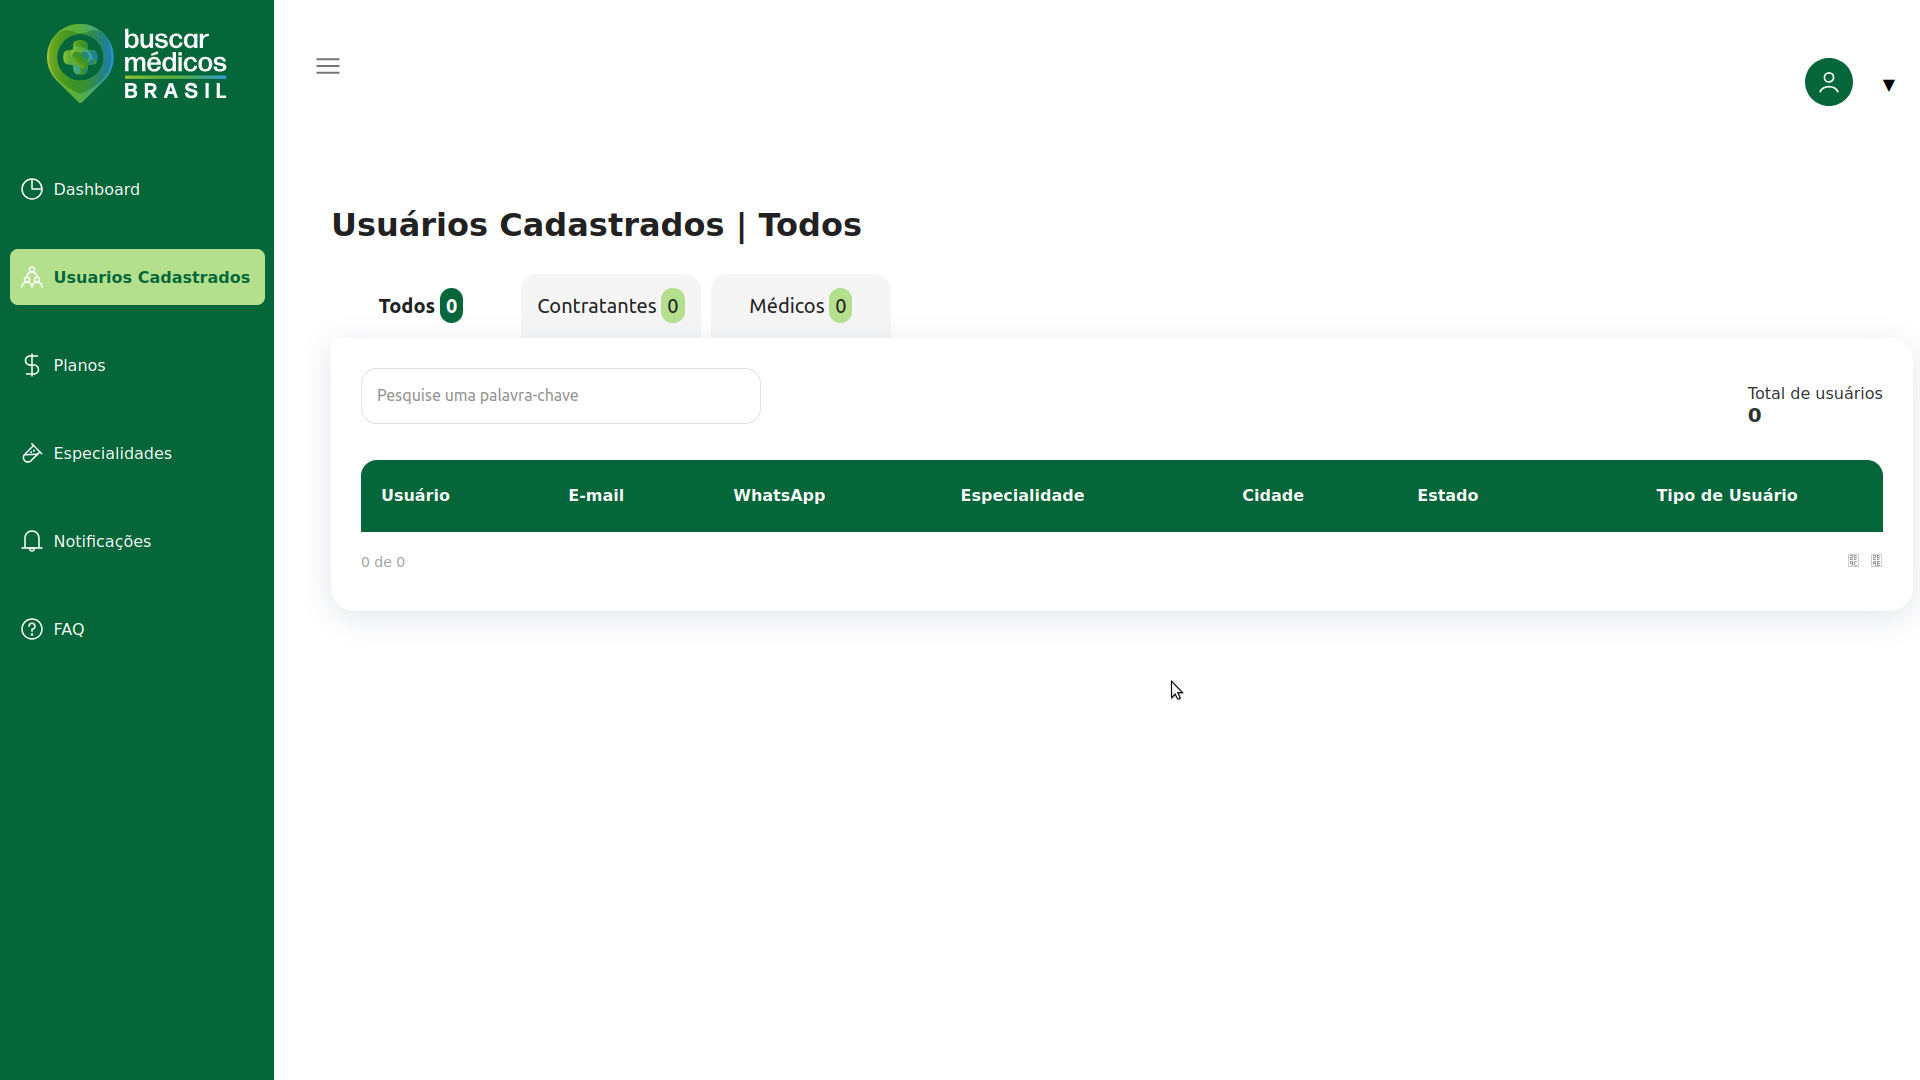 buscar
médicos
BRASIL
Dashboard
Usuarios Cadastrados
Planos
Especialidades
Notificações
FAQ
▼
Usuários Cadastrados | Todos
Todos 0
Contratantes 0
Médicos 0
Pesquise uma palavra-chave
Total de usuários
0
Usuário E-mail WhatsApp Especialidade Cidade Estado Tipo de Usuário
0 de 0